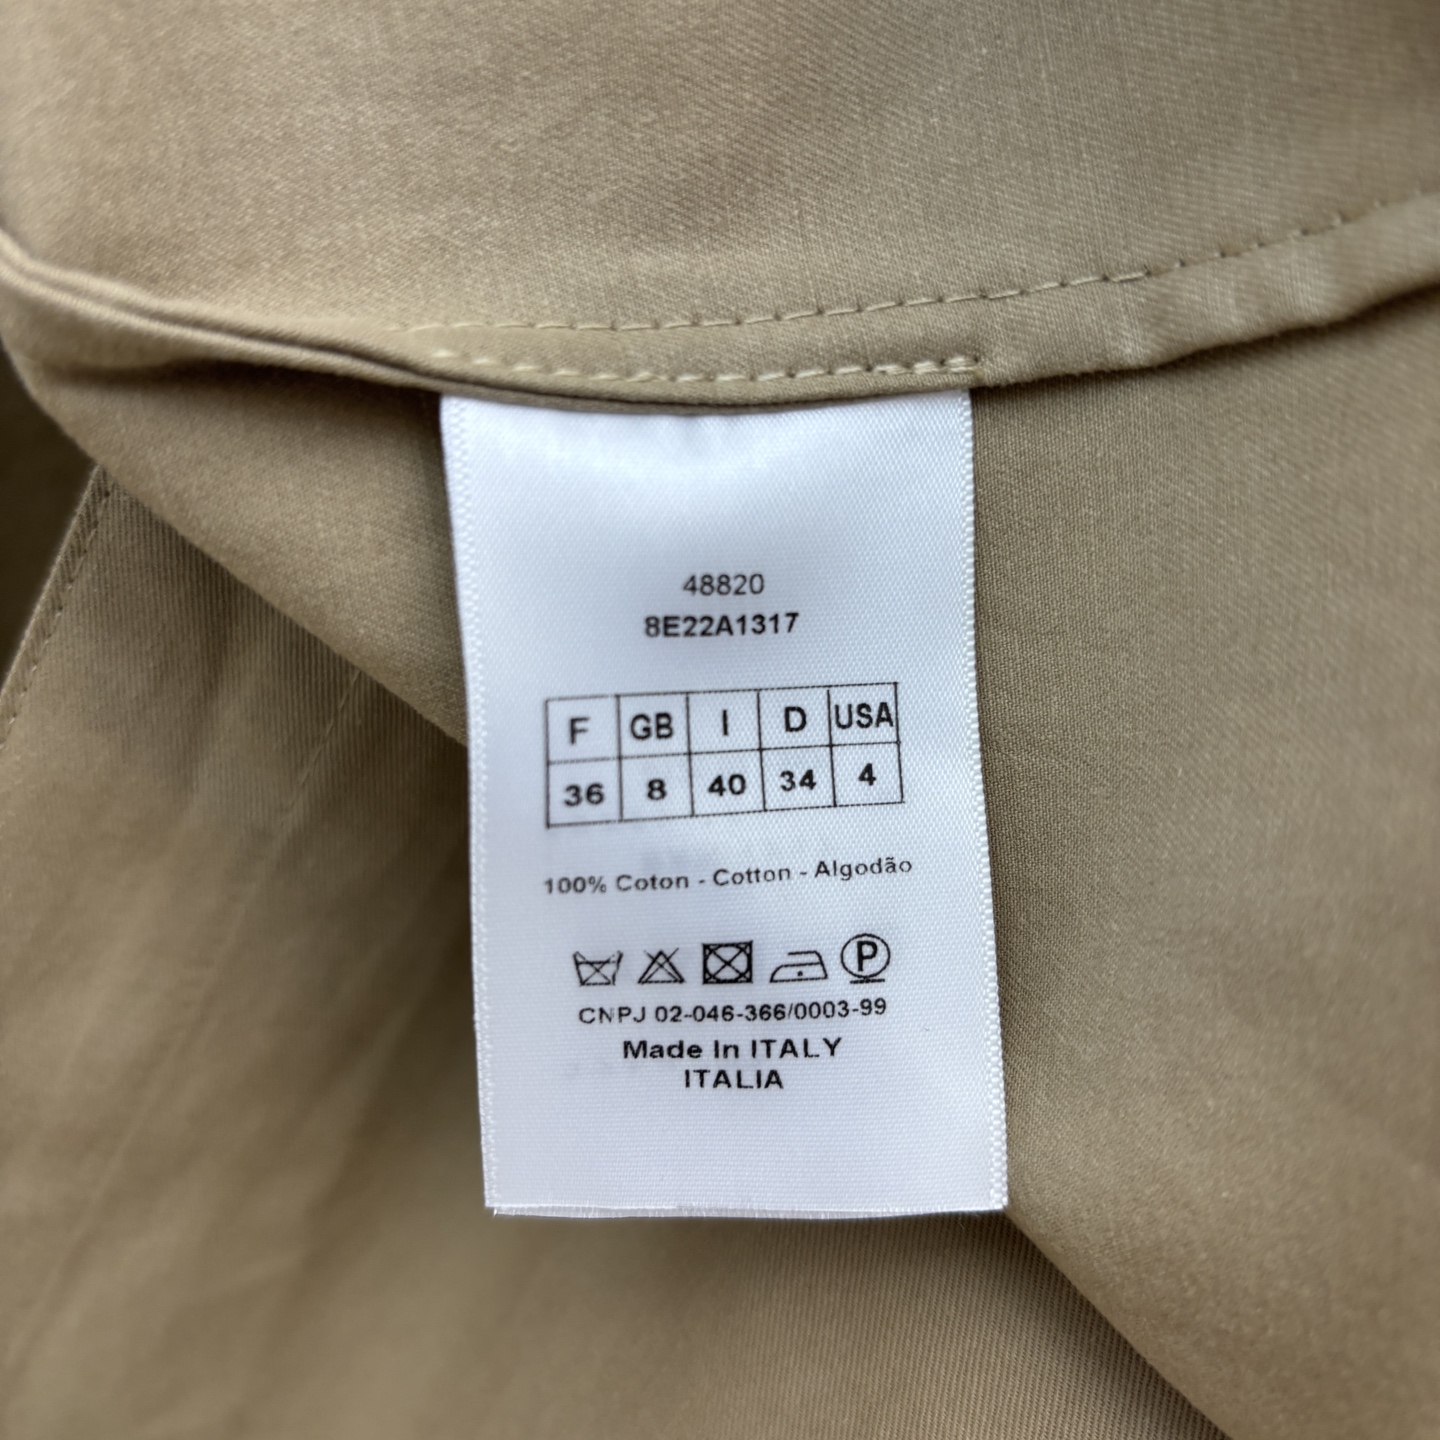 48820
8E22A1317
F GB I D USA
36 8 40 34 4
100% Coton - Cotton - Algodão
P
CNPJ 02-046-366/0003-99
Made In ITALY
ITALIA